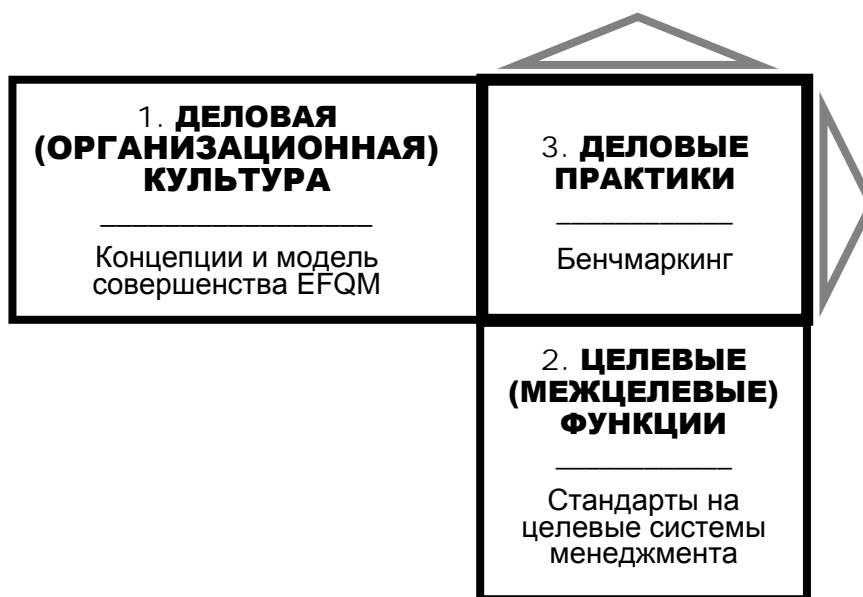 1. ДЕЛОВАЯ
(ОРГАНИЗАЦИОННАЯ)
КУЛЬТУРА
Концепции и модель
совершенства EFQM
3. ДЕЛОВЫЕ
ПРАКТИКИ
Бенчмаркинг
2. ЦЕЛЕВЫЕ
(МЕЖЦЕЛЕВЫЕ)
ФУНКЦИИ
Стандарты на
целевые системы
менеджмента